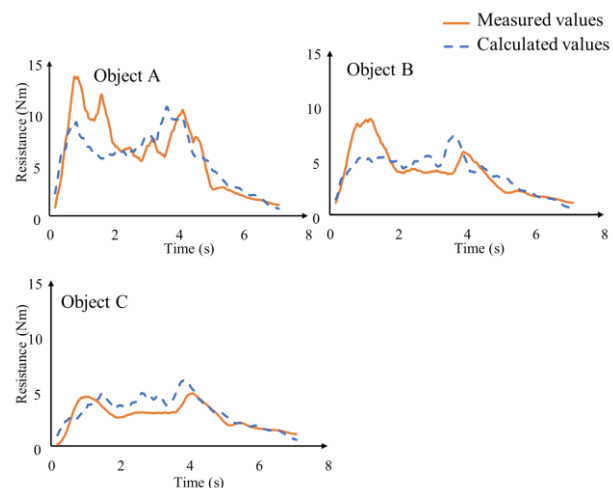 Measured values
Calculated values
Object A
15
10
5
0
Resistance (Nm)
0 2 4 6 8
Time (s)
Object B
15
10
5
0
0 2 4 6 8
Time (s)
Object C
15
10
5
0
Resistance (Nm)
0 2 4 6 8
Time (s)